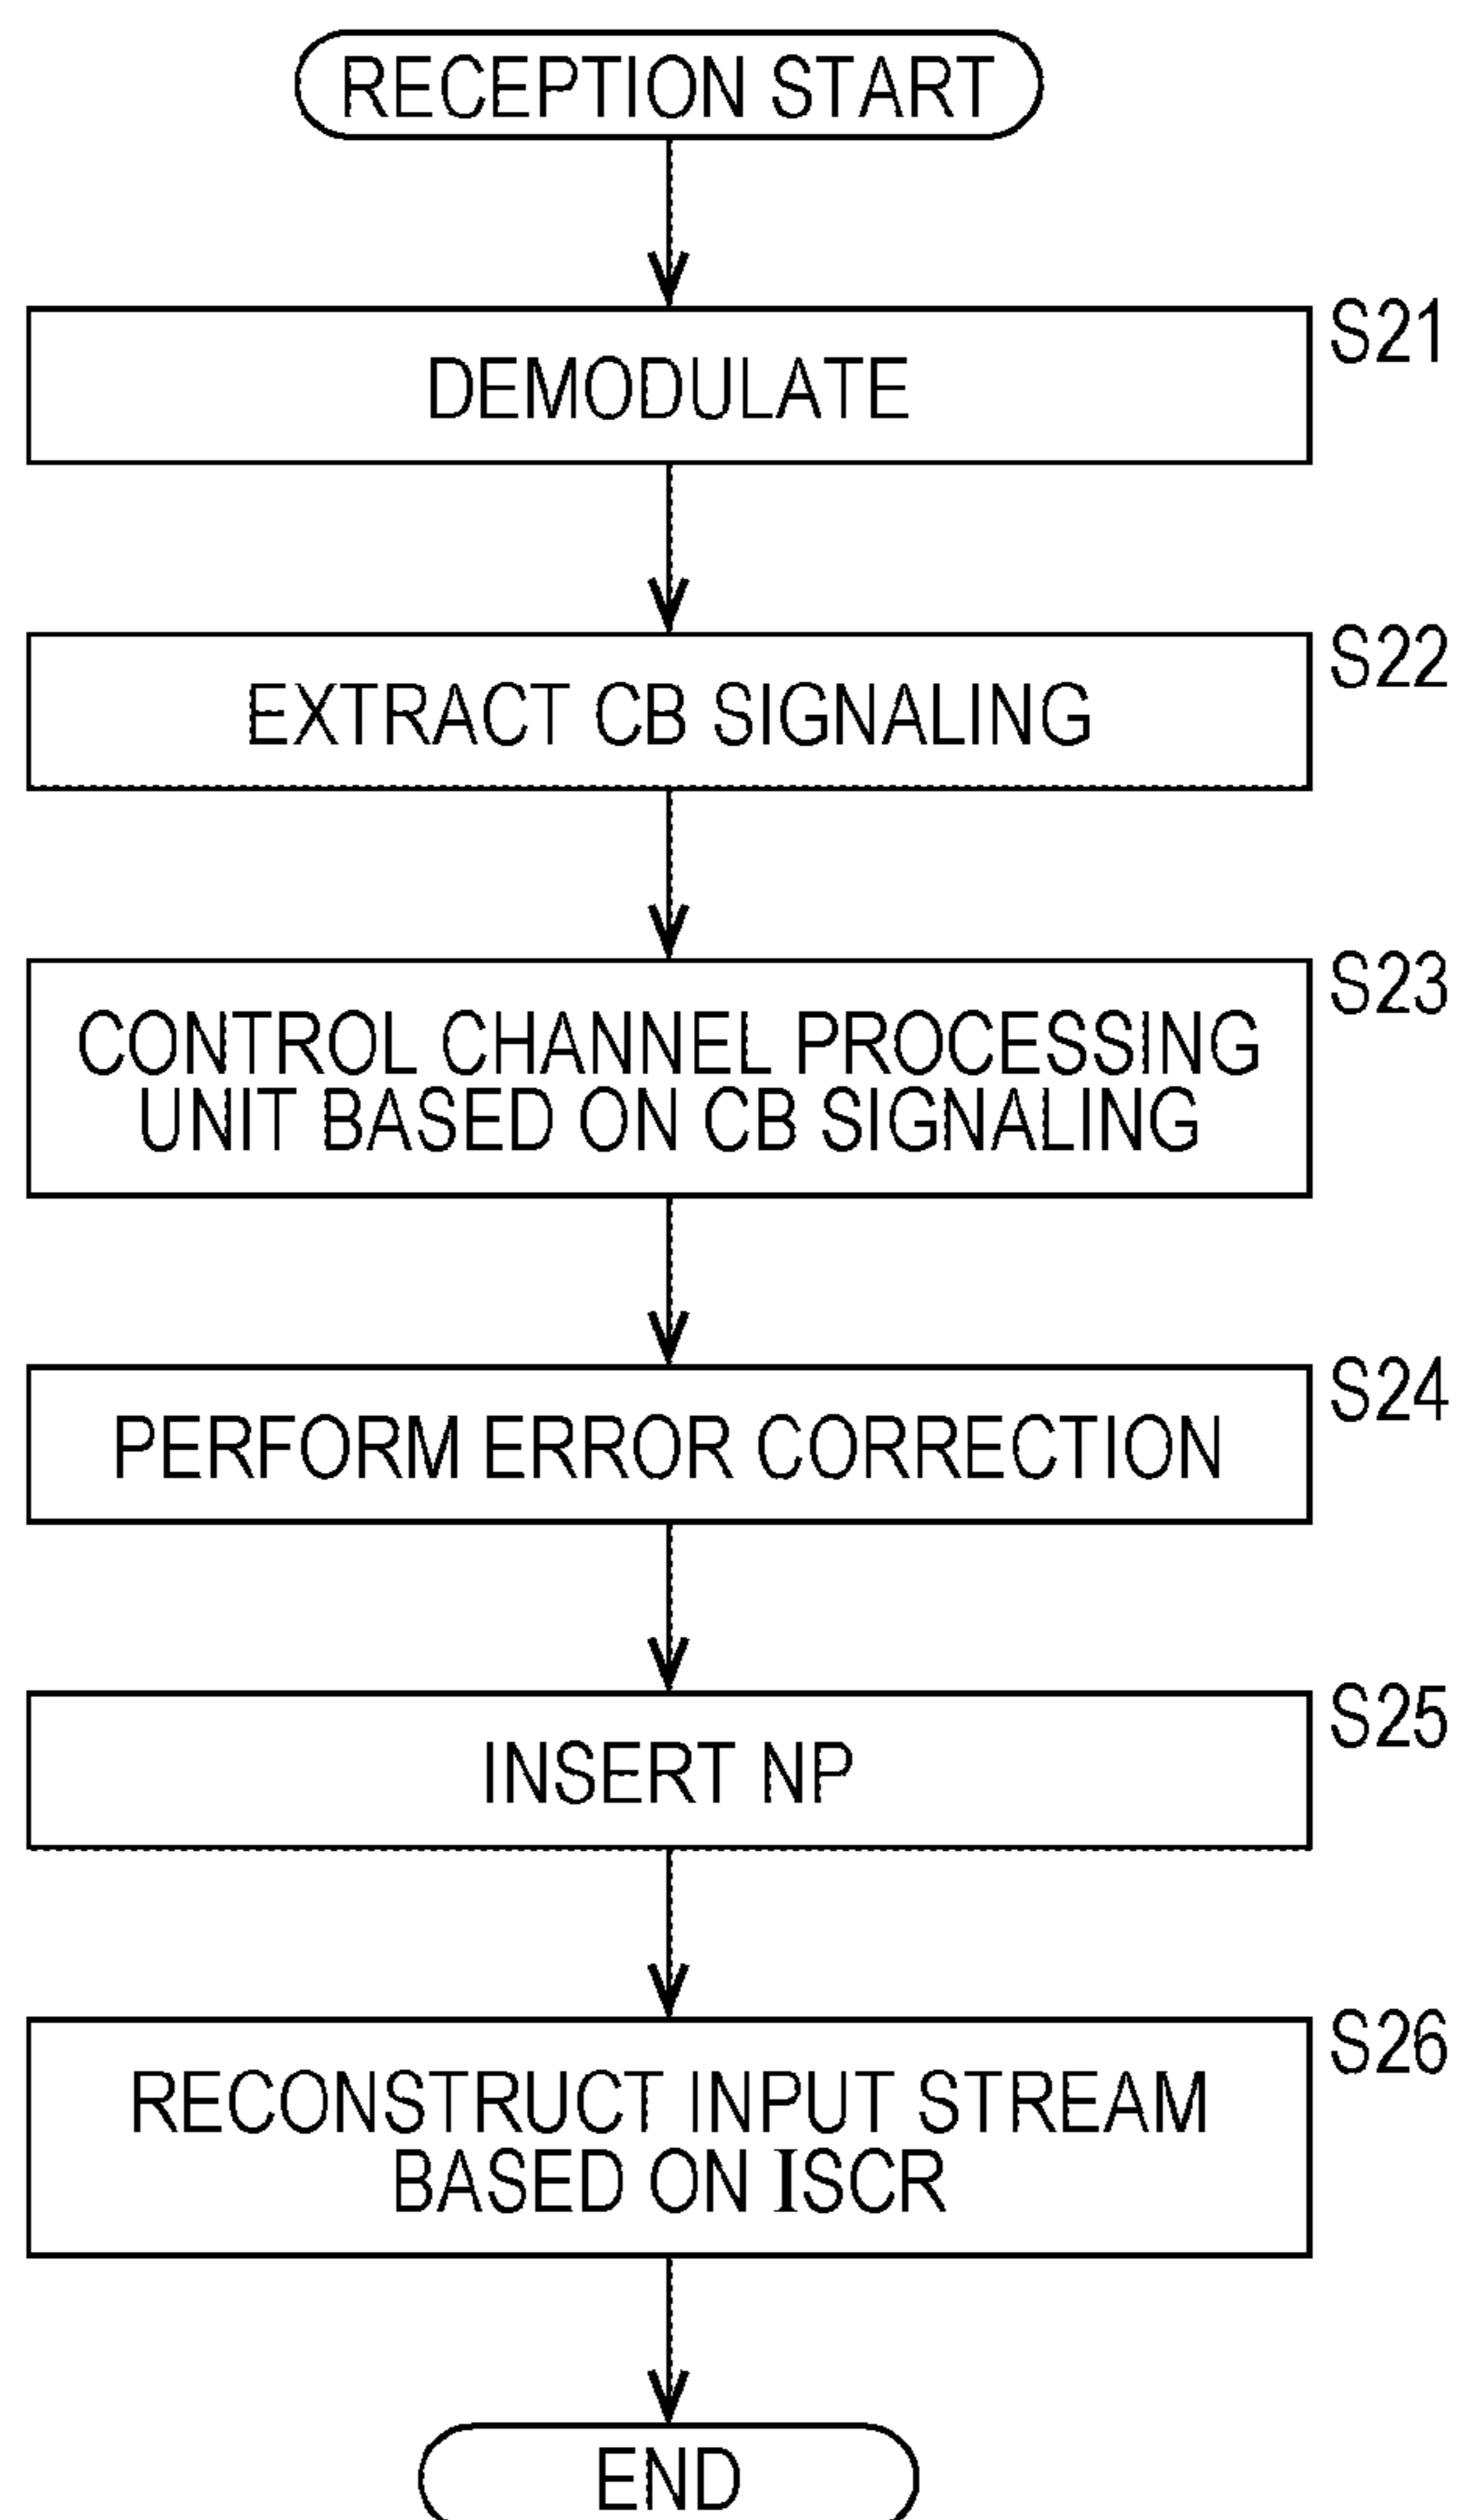 RECEPTION START
S21
DEMODULATE
S22
EXTRACT CB SIGNALING
S23
CONTROL CHANNEL PROCESSING
UNIT BASED ON CB SIGNALING
S24
PERFORM ERROR CORRECTION
S25
INSERT NP
S26
RECONSTRUCT INPUT STREAM
BASED ON ISCR
END